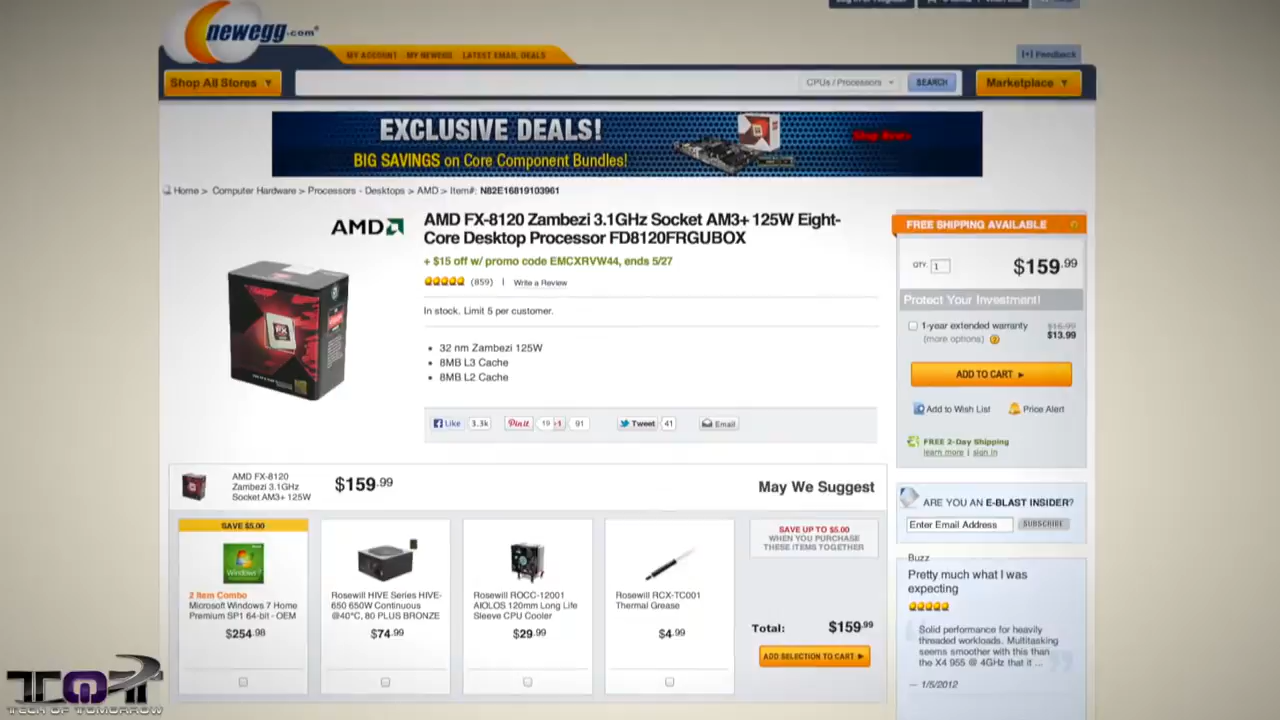 newegg.com®
MY ACCOUNT MY NEWEGG LATEST EMAIL DEALS
[+] Feedback
Shop All Stores
CPUs / Processors
SEARCH
Marketplace
EXCLUSIVE DEALS!
BIG SAVINGS on Core Component Bundles!
Shop Now
Home > Computer Hardware > Processors - Desktops > AMD > Item#: N82E16819103961
AMD
AMD FX-8120 Zambezi 3.1GHz Socket AM3+ 125W Eight-
Core Desktop Processor FD8120FRGUBOX
+ $15 off w/ promo code EMCXRVW44, ends 5/27
(859) | Write a Review
In stock. Limit 5 per customer.
32 nm Zambezi 125W
8MB L3 Cache
8MB L2 Cache
Like 3.3k Pin it 19 +1 91 Tweet 41 Email
FREE SHIPPING AVAILABLE
QTY. 1 $159.99
Protect Your Investment!
1-year extended warranty $16.99
(more options) $13.99
ADD TO CART
Add to Wish List Price Alert
FREE 2-Day Shipping
learn more | sign in
AMD FX-8120
Zambezi 3.1GHz
Socket AM3+ 125W
$159.99
May We Suggest
SAVE $5.00
Windows 7
2 Item Combo
Microsoft Windows 7 Home
Premium SP1 64-bit - OEM
$254.98
Rosewill HIVE Series HIVE-
650 650W Continuous
@40°C, 80 PLUS BRONZE
$74.99
Rosewill ROCC-12001
AIOLOS 120mm Long Life
Sleeve CPU Cooler
$29.99
Rosewill RCX-TC001
Thermal Grease
$4.99
SAVE UP TO $5.00
WHEN YOU PURCHASE
THESE ITEMS TOGETHER
Total: $159.99
ADD SELECTION TO CART
ARE YOU AN E-BLAST INSIDER?
Enter Email Address SUBSCRIBE
Buzz
Pretty much what I was
expecting
Solid performance for heavily
threaded workloads. Multitasking
seems smoother with this than
the X4 955 @ 4GHz that it ...
— 1/5/2012
TOT
TECH OF TOMORROW